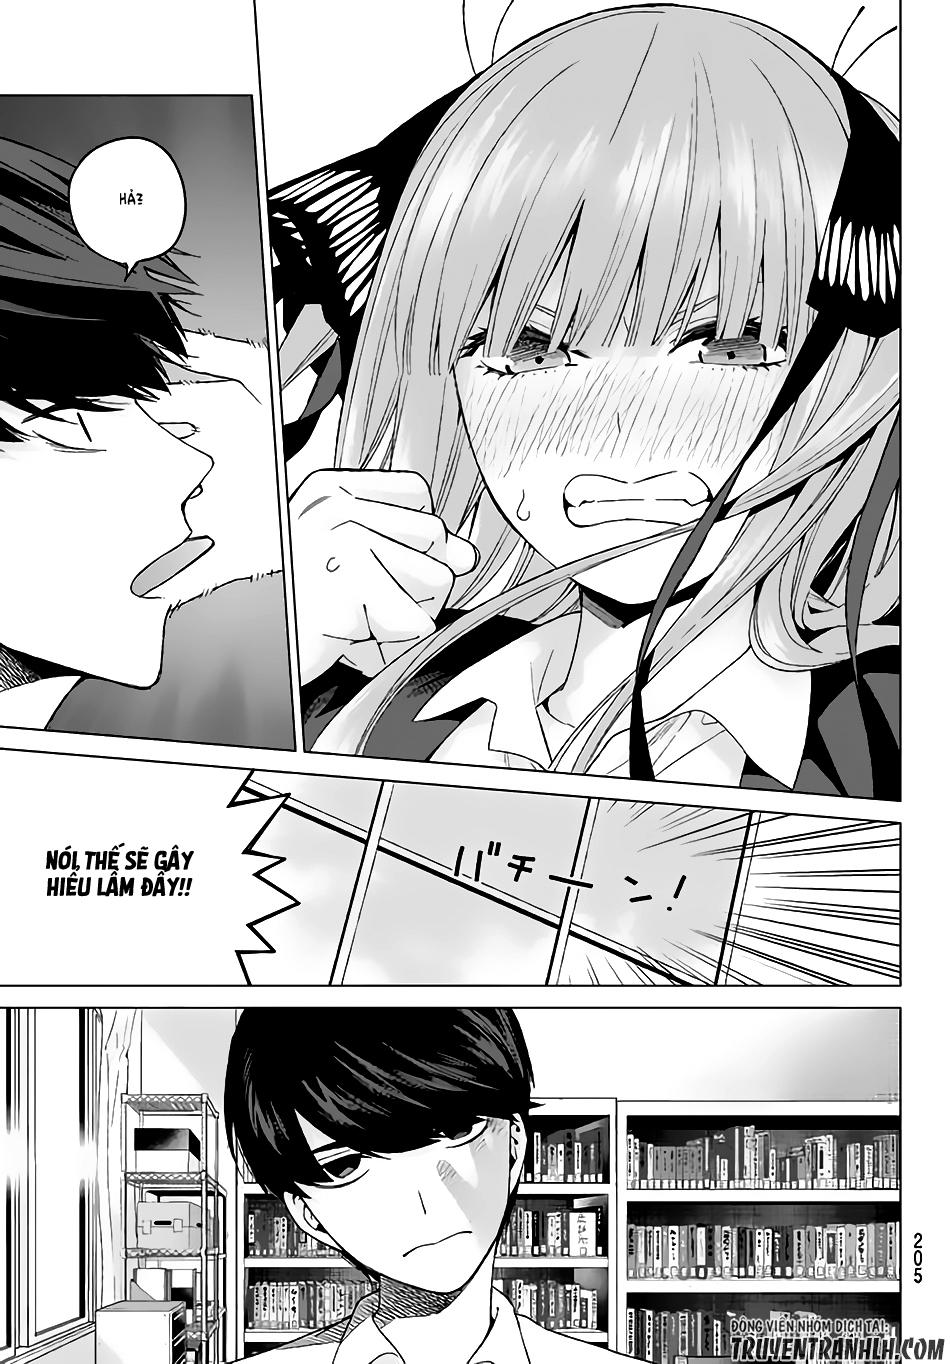 HẢ?
NÓI THẾ SẼ GÂY
HIỂU LẦM ĐẤY!!
バチーン!
205
ĐỘNG VIÊN NHÓM DỊCH TẠI:
TRUYENTRANHLH.COM